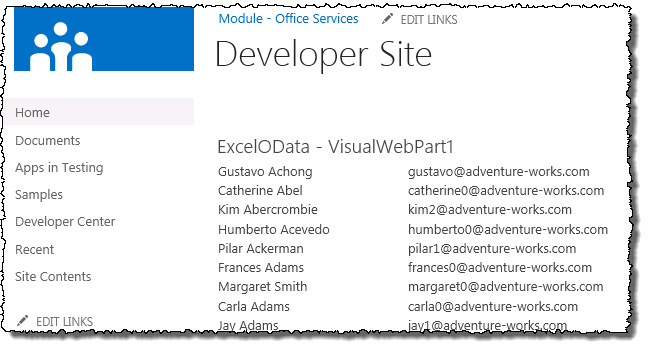 Module - Office Services
EDIT LINKS
Developer Site
Home
Documents
Apps in Testing
Samples
Developer Center
Recent
Site Contents
EDIT LINKS
ExcelOData - VisualWebPart1
Gustavo Achong gustavo@adventure-works.com
Catherine Abel catherine0@adventure-works.com
Kim Abercrombie kim2@adventure-works.com
Humberto Acevedo humberto0@adventure-works.com
Pilar Ackerman pilar1@adventure-works.com
Frances Adams frances0@adventure-works.com
Margaret Smith margaret0@adventure-works.com
Carla Adams carla0@adventure-works.com
Jay Adams jay1@adventure-works.com